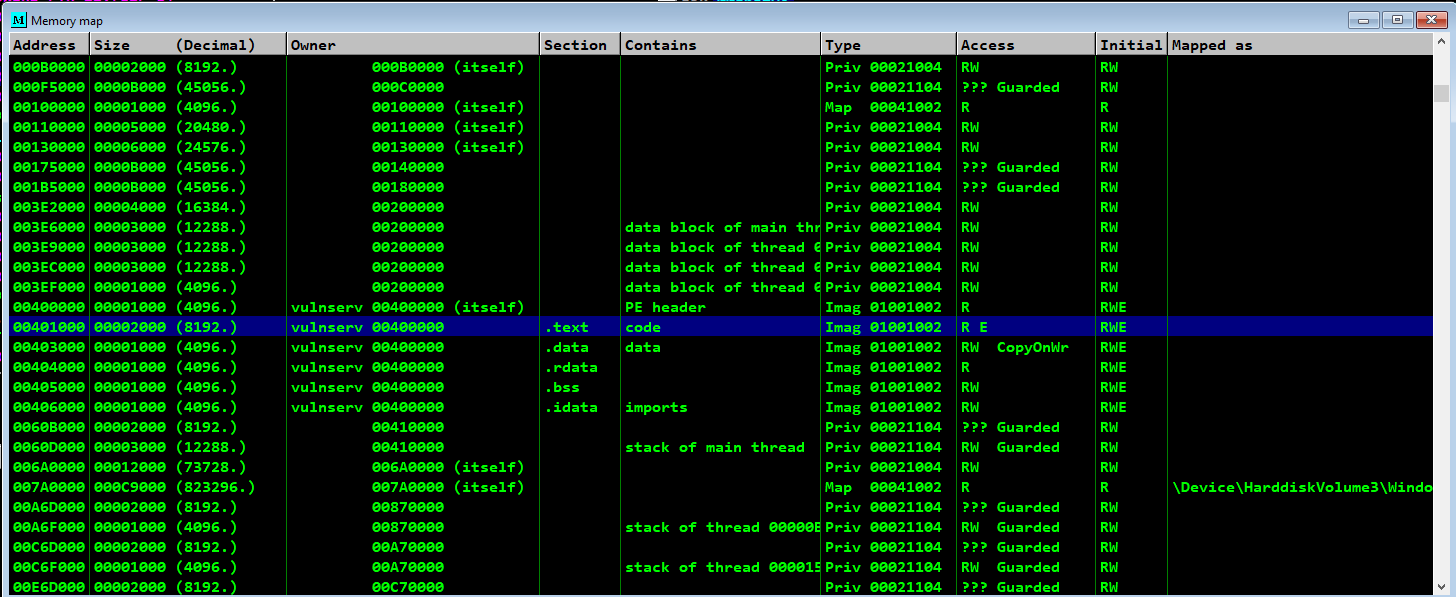 Memory map
Address Size (Decimal) Owner Section Contains Type Access Initial Mapped as
000B0000 00002000 (8192.) 000B0000 (itself) Priv 00021004 RW RW
000F5000 0000B000 (45056.) 000C0000 Priv 00021104 ??? Guarded RW
00100000 00001000 (4096.) 00100000 (itself) Map 00041002 R R
00110000 00005000 (20480.) 00110000 (itself) Priv 00021004 RW RW
00130000 00006000 (24576.) 00130000 (itself) Priv 00021004 RW RW
00175000 0000B000 (45056.) 00140000 Priv 00021104 ??? Guarded RW
001B5000 0000B000 (45056.) 00180000 Priv 00021104 ??? Guarded RW
003E2000 00004000 (16384.) 00200000 Priv 00021004 RW RW
003E6000 00003000 (12288.) 00200000 data block of main thr Priv 00021004 RW RW
003E9000 00003000 (12288.) 00200000 data block of thread 0 Priv 00021004 RW RW
003EC000 00003000 (12288.) 00200000 data block of thread 0 Priv 00021004 RW RW
003EF000 00001000 (4096.) 00200000 data block of thread 0 Priv 00021004 RW RW
00400000 00001000 (4096.) vulnserv 00400000 (itself) PE header Imag 01001002 R RWE
00401000 00002000 (8192.) vulnserv 00400000 .text code Imag 01001002 R E RWE
00403000 00001000 (4096.) vulnserv 00400000 .data data Imag 01001002 RW CopyOnWr RWE
00404000 00001000 (4096.) vulnserv 00400000 .rdata Imag 01001002 R RWE
00405000 00001000 (4096.) vulnserv 00400000 .bss Imag 01001002 RW RWE
00406000 00001000 (4096.) vulnserv 00400000 .idata imports Imag 01001002 RW RWE
0060B000 00002000 (8192.) 00410000 Priv 00021104 ??? Guarded RW
0060D000 00003000 (12288.) 00410000 stack of main thread Priv 00021104 RW Guarded RW
006A0000 00012000 (73728.) 006A0000 (itself) Priv 00021004 RW RW
007A0000 000C9000 (823296.) 007A0000 (itself) Map 00041002 R R \Device\HarddiskVolume3\Windo
00A6D000 00002000 (8192.) 00870000 Priv 00021104 ??? Guarded RW
00A6F000 00001000 (4096.) 00870000 stack of thread 00000E Priv 00021104 RW Guarded RW
00C6D000 00002000 (8192.) 00A70000 Priv 00021104 ??? Guarded RW
00C6F000 00001000 (4096.) 00A70000 stack of thread 000015 Priv 00021104 RW Guarded RW
00E6D000 00002000 (8192.) 00C70000 Priv 00021104 ??? Guarded RW